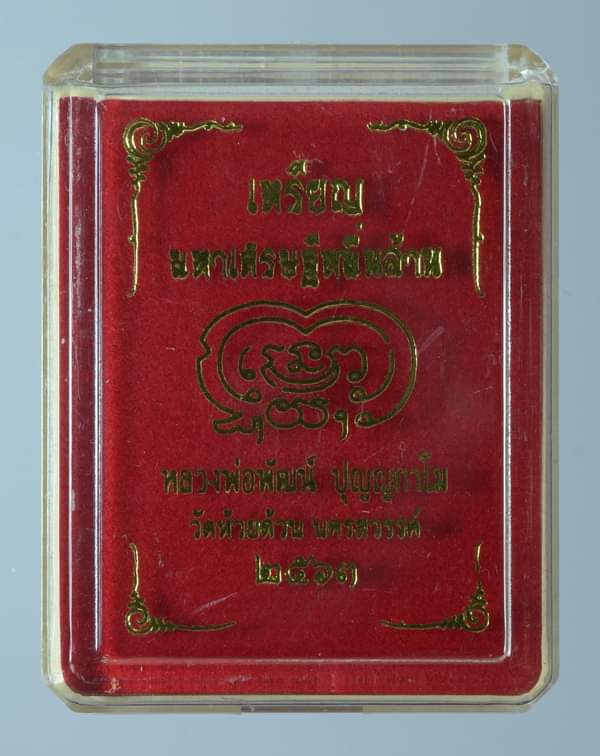 เหรียญ
มหาเศรษฐีหมื่นล้าน
หลวงพ่อพัฒน์ ปุญญกาโม
วัดห้วยด้วน นครสวรรค์
๒๕๖๓